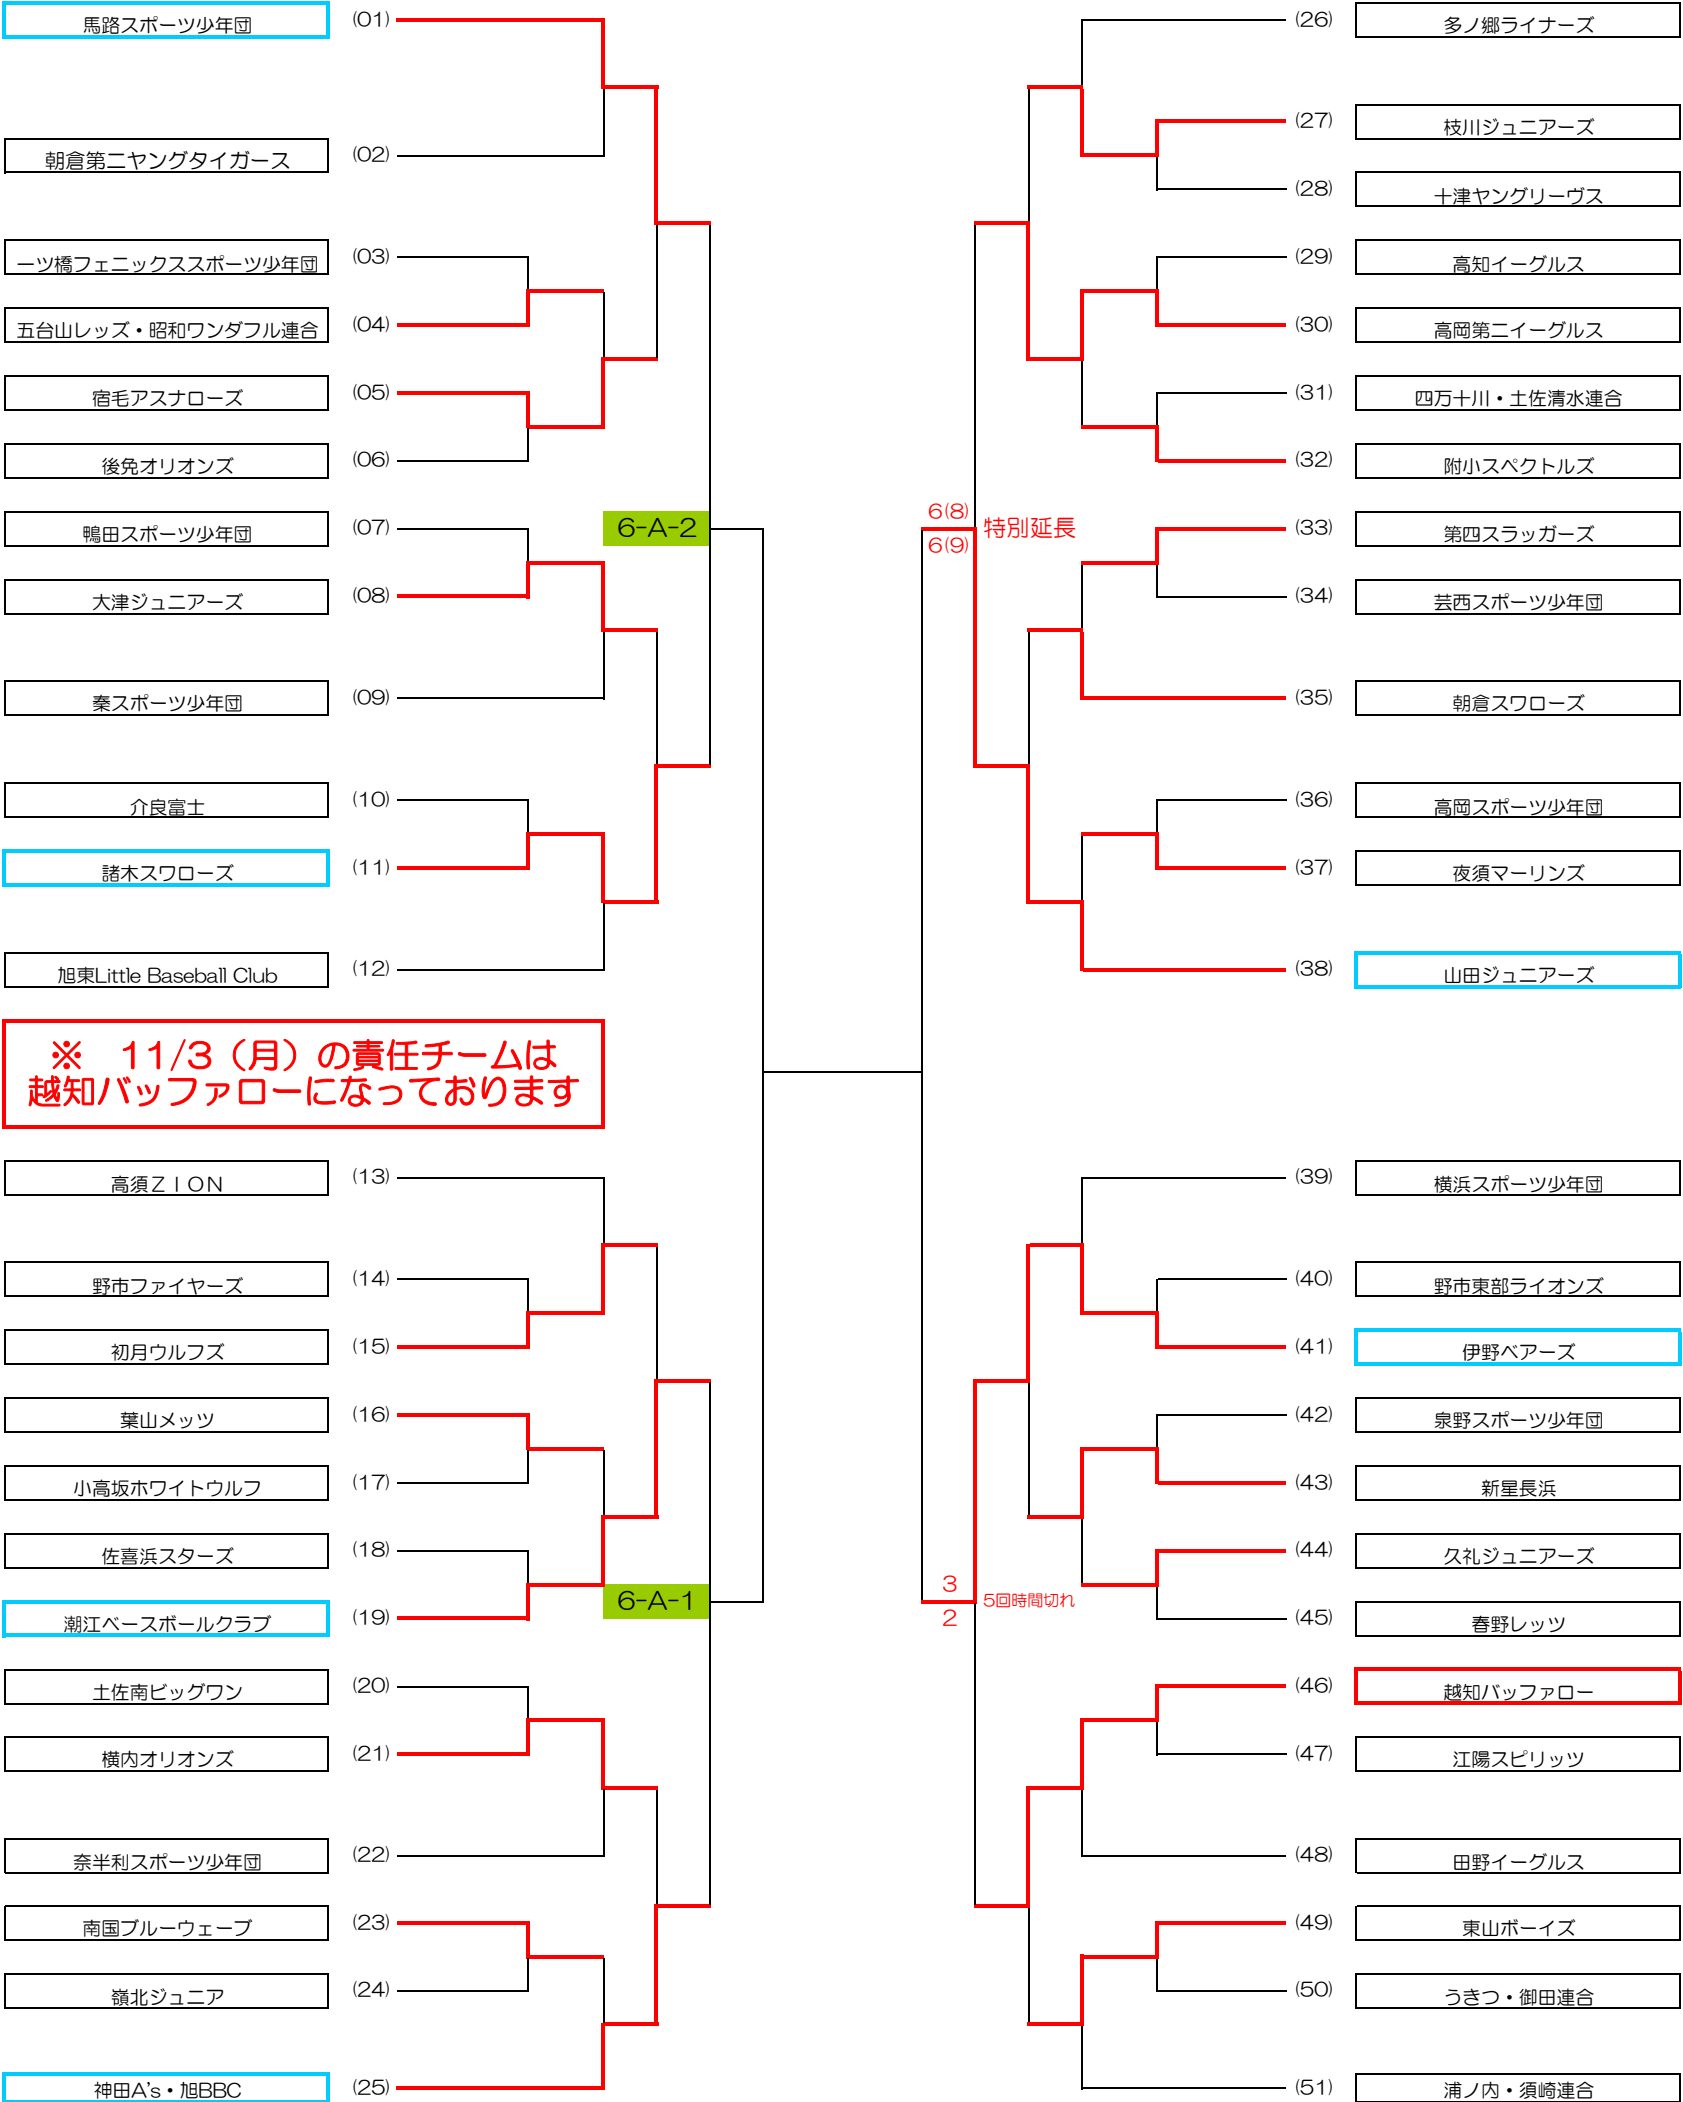 馬路スポーツ少年団 (01)
朝倉第二ヤングタイガース (02)
一ツ橋フェニックススポーツ少年団 (03)
五台山レッズ・昭和ワンダフル連合 (04)
宿毛アスナローズ (05)
後免オリオンズ (06)
鴨田スポーツ少年団 (07)
6-A-2
大津ジュニアーズ (08)
秦スポーツ少年団 (09)
介良富士 (10)
諸木スワローズ (11)
旭東Little Baseball Club (12)
※ 11/3（月）の責任チームは
越知バッファローになっております
高須ＺＩＯＮ (13)
野市ファイヤーズ (14)
初月ウルフズ (15)
葉山メッツ (16)
小高坂ホワイトウルフ (17)
佐喜浜スターズ (18)
6-A-1
潮江ベースボールクラブ (19)
土佐南ビッグワン (20)
横内オリオンズ (21)
奈半利スポーツ少年団 (22)
南国ブルーウェーブ (23)
嶺北ジュニア (24)
神田A's・旭BBC (25)
(26) 多ノ郷ライナーズ
(27) 枝川ジュニアーズ
(28) 十津ヤングリーヴス
(29) 高知イーグルス
(30) 高岡第二イーグルス
(31) 四万十川・土佐清水連合
(32) 附小スペクトルズ
6(8)
特別延長
6(9)
(33) 第四スラッガーズ
(34) 芸西スポーツ少年団
(35) 朝倉スワローズ
(36) 高岡スポーツ少年団
(37) 夜須マーリンズ
(38) 山田ジュニアーズ
(39) 横浜スポーツ少年団
(40) 野市東部ライオンズ
(41) 伊野ベアーズ
(42) 泉野スポーツ少年団
(43) 新星長浜
(44) 久礼ジュニアーズ
3
5回時間切れ
2
(45) 春野レッツ
(46) 越知バッファロー
(47) 江陽スピリッツ
(48) 田野イーグルス
(49) 東山ボーイズ
(50) うきつ・御田連合
(51) 浦ノ内・須崎連合